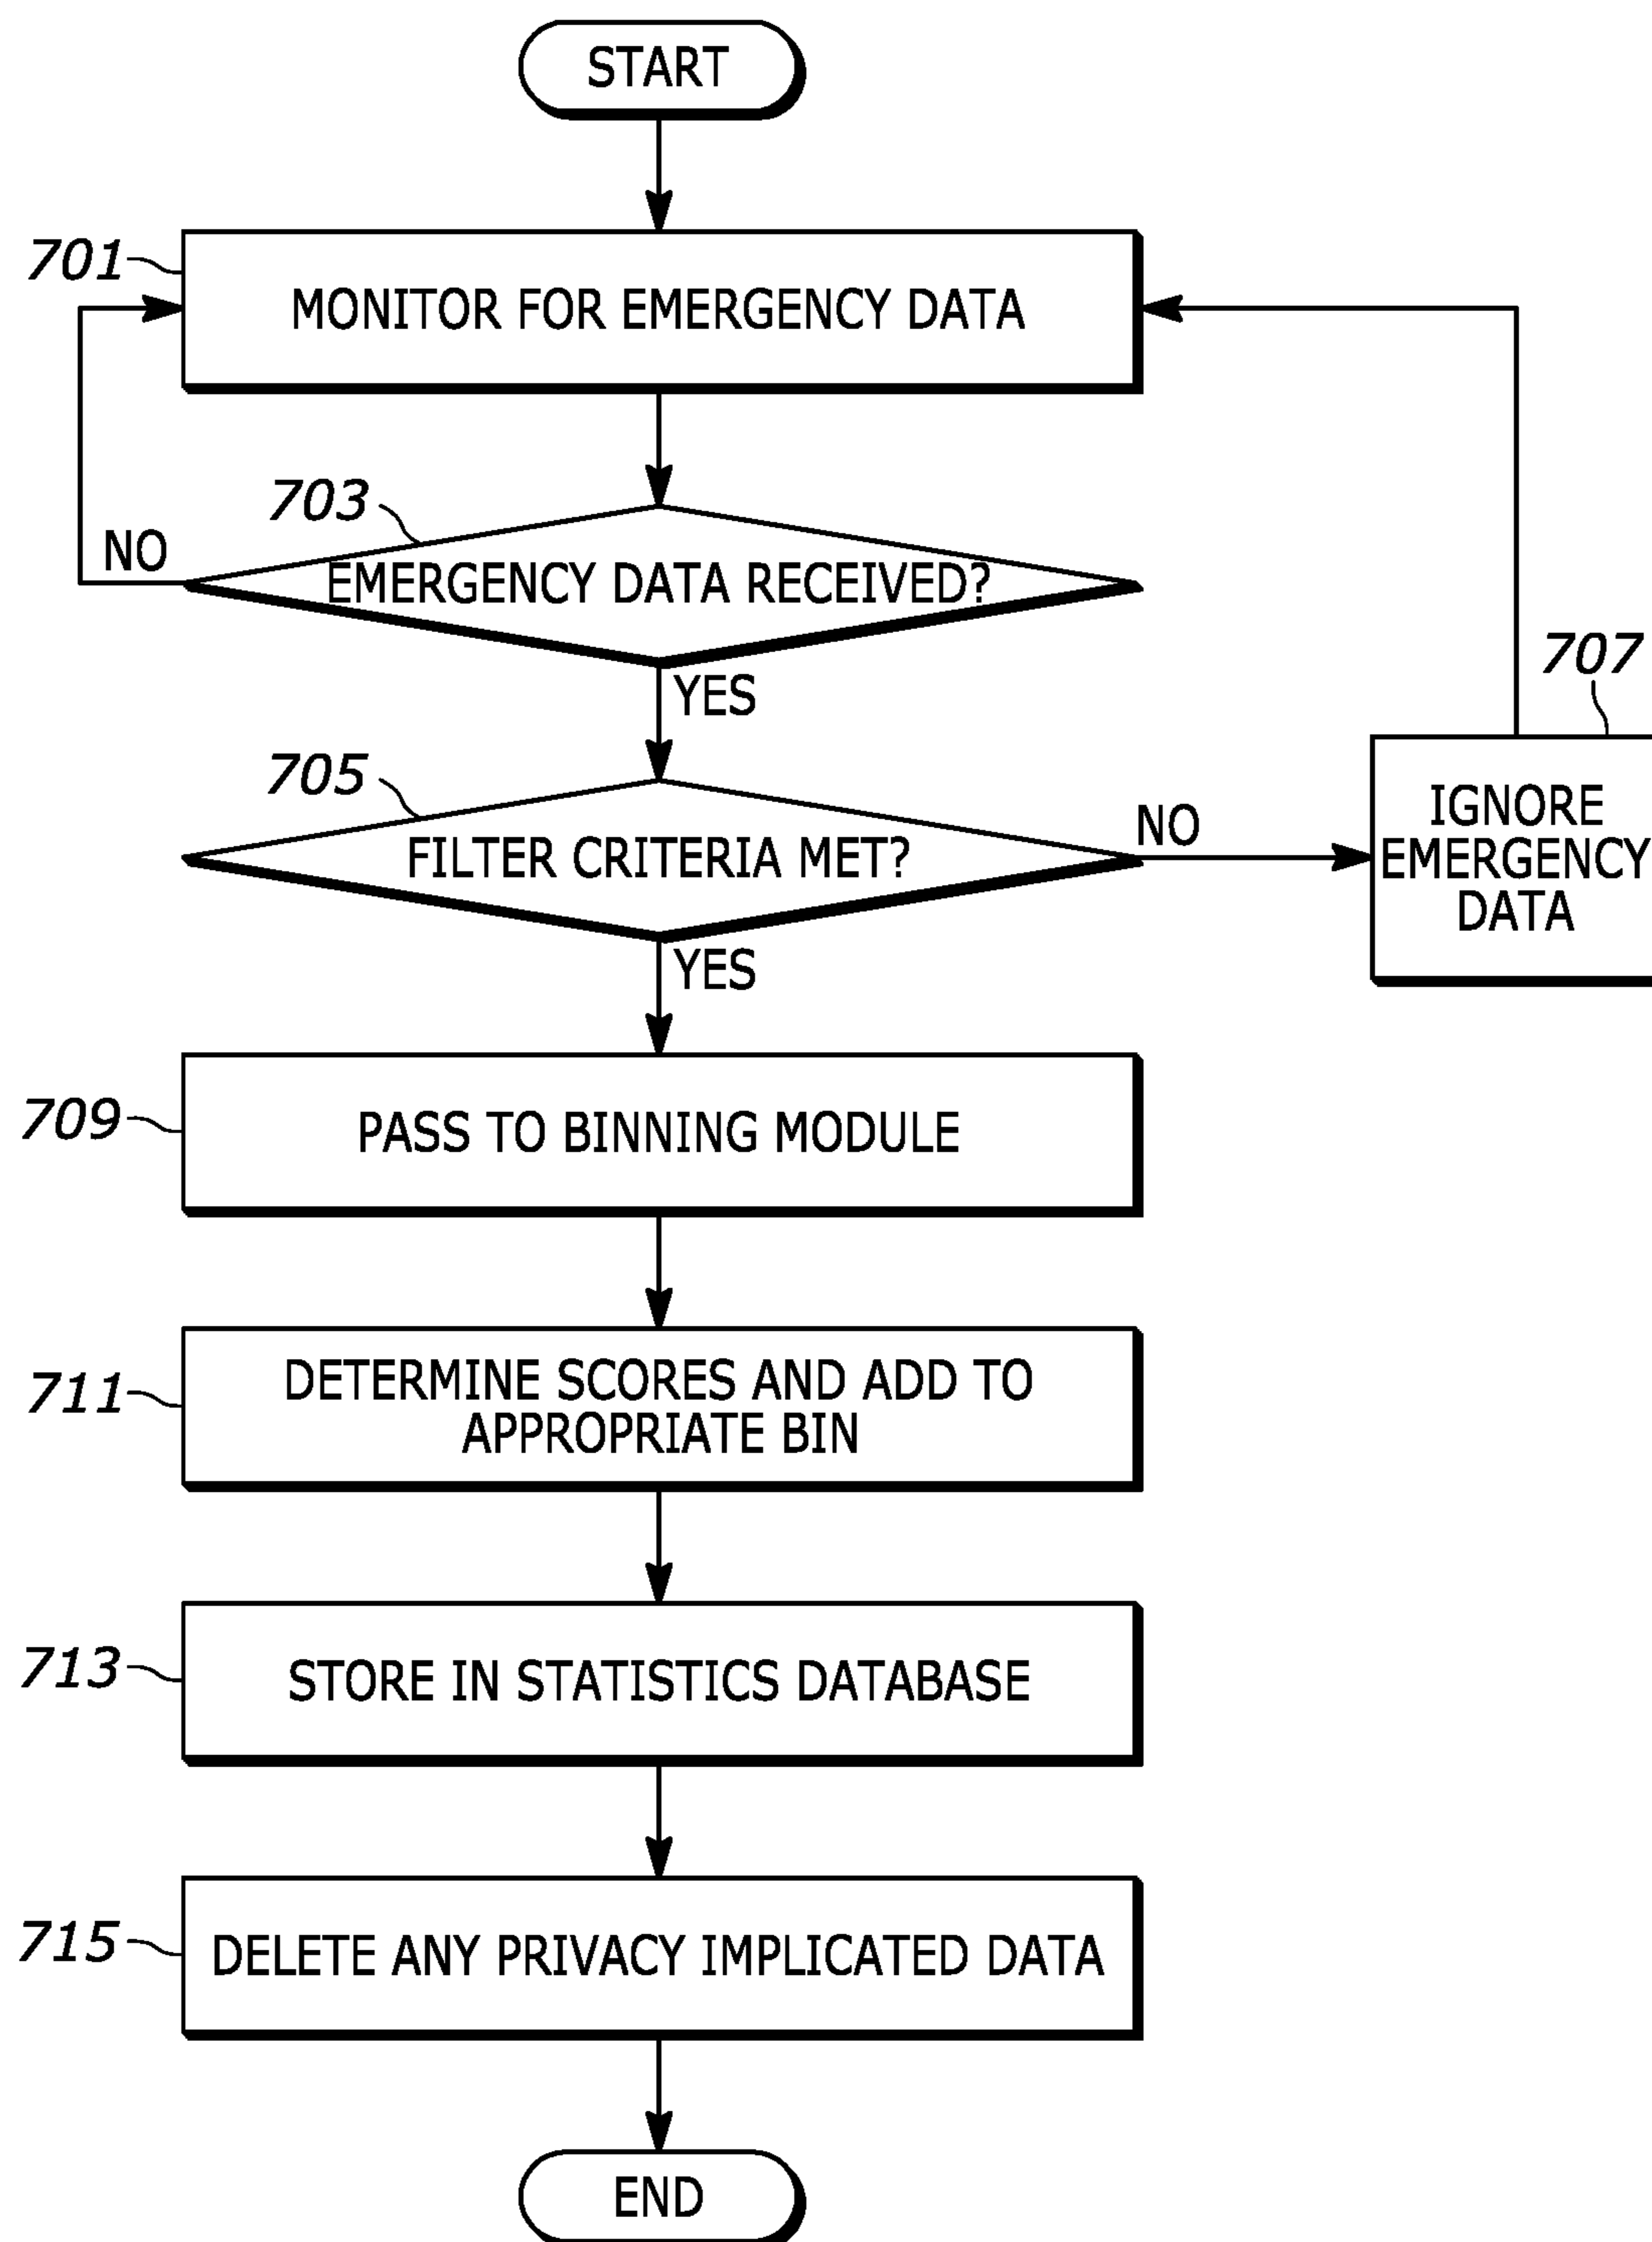 START
701
MONITOR FOR EMERGENCY DATA
703
NO
EMERGENCY DATA RECEIVED?
YES
707
705
FILTER CRITERIA MET?
NO
IGNORE
EMERGENCY
DATA
YES
709
PASS TO BINNING MODULE
711
DETERMINE SCORES AND ADD TO
APPROPRIATE BIN
713
STORE IN STATISTICS DATABASE
715
DELETE ANY PRIVACY IMPLICATED DATA
END